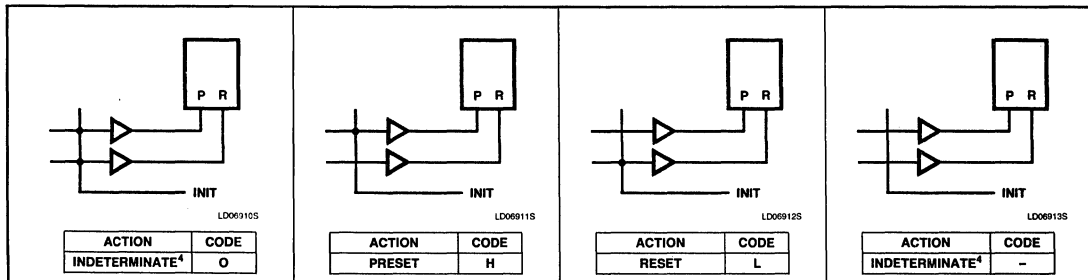 P R
INIT
LD06910S
ACTION CODE
INDETERMINATE⁴ O
P R
INIT
LD06911S
ACTION CODE
PRESET H
P R
INIT
LD06912S
ACTION CODE
RESET L
P R
INIT
LD06913S
ACTION CODE
INDETERMINATE⁴ –